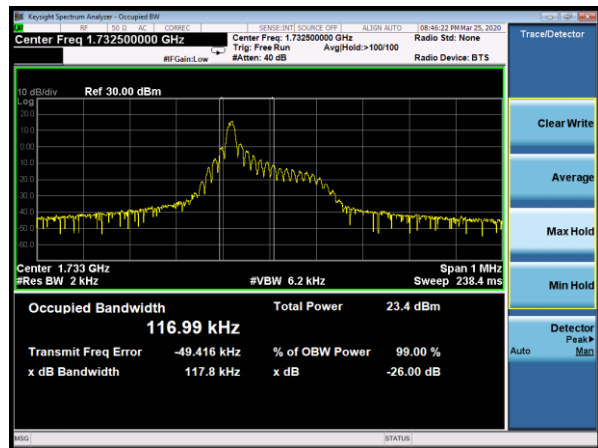 Keysight Spectrum Analyzer - Occupied BW
RF 50 Ω AC CORREC SENSE:INT SOURCE OFF ALIGN AUTO 08:46:22 PM Mar 25, 2020
Center Freq 1.732500000 GHz
Center Freq: 1.732500000 GHz
Radio Std: None
Trig: Free Run Avg|Hold:>100/100
#IFGain:Low #Atten: 40 dB Radio Device: BTS
Trace/Detector
10 dB/div Ref 30.00 dBm
Log
20.0
10.0
0.00
-10.0
-20.0
-30.0
-40.0
-50.0
-60.0
Center 1.733 GHz Span 1 MHz
#Res BW 2 kHz #VBW 6.2 kHz Sweep 238.4 ms
Clear Write
Average
Max Hold
Min Hold
Detector
Peak▶
Auto Man
Occupied Bandwidth Total Power 23.4 dBm
116.99 kHz
Transmit Freq Error -49.416 kHz % of OBW Power 99.00 %
x dB Bandwidth 117.8 kHz x dB -26.00 dB
MSG STATUS